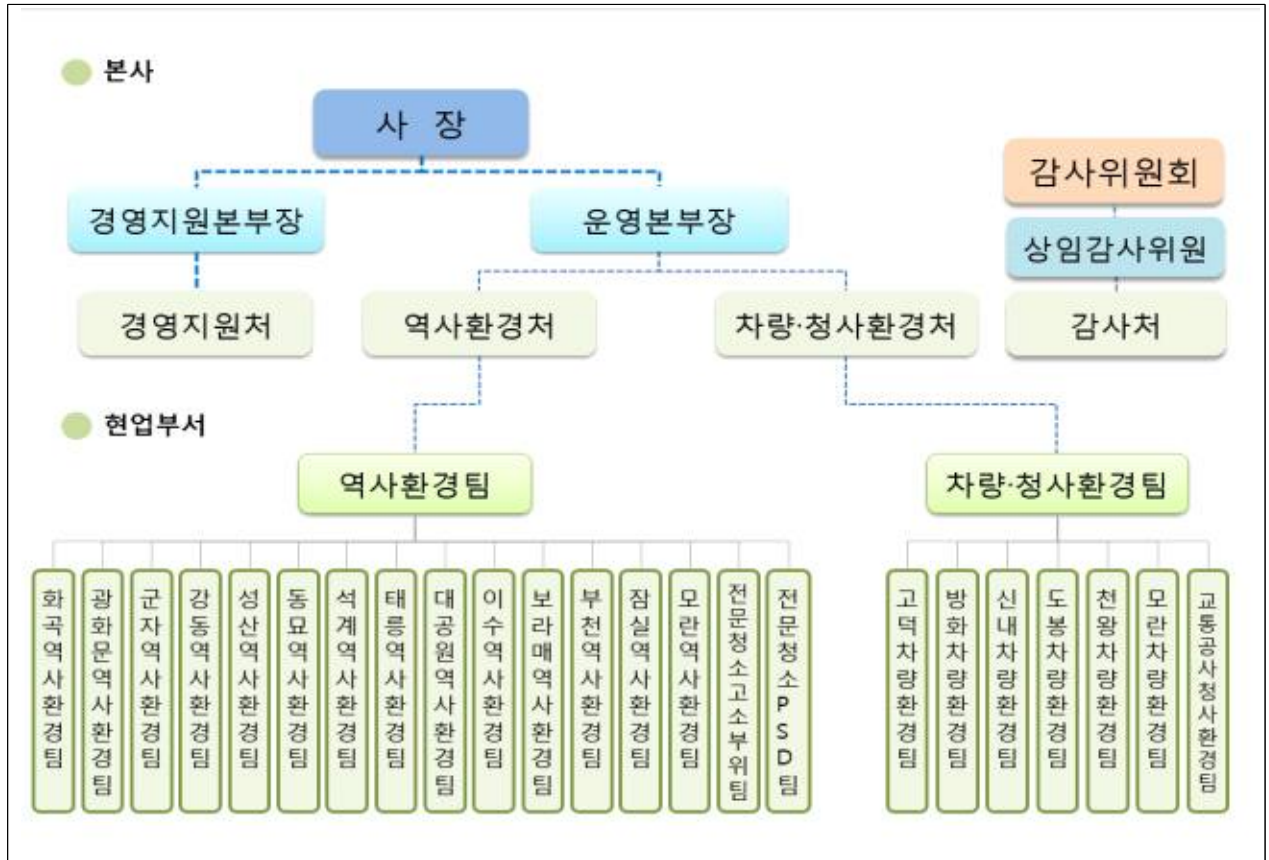 본사
사 장
감사위원회
경영지원본부장
운영본부장
상임감사위원
경영지원처
역사환경처
차량·청사환경처
감사처
현업부서
역사환경팀
차량·청사환경팀
화곡역사환경팀
광화문역사환경팀
군자역사환경팀
강동역사환경팀
성산역사환경팀
동묘역사환경팀
석계역사환경팀
태릉역사환경팀
대공원역사환경팀
이수역사환경팀
보라매역사환경팀
부천역사환경팀
잠실역사환경팀
모란역사환경팀
전문청소고소부위팀
전문청소PSD팀
고덕차량환경팀
방화차량환경팀
신내차량환경팀
도봉차량환경팀
천왕차량환경팀
모란차량환경팀
교통공사청사환경팀